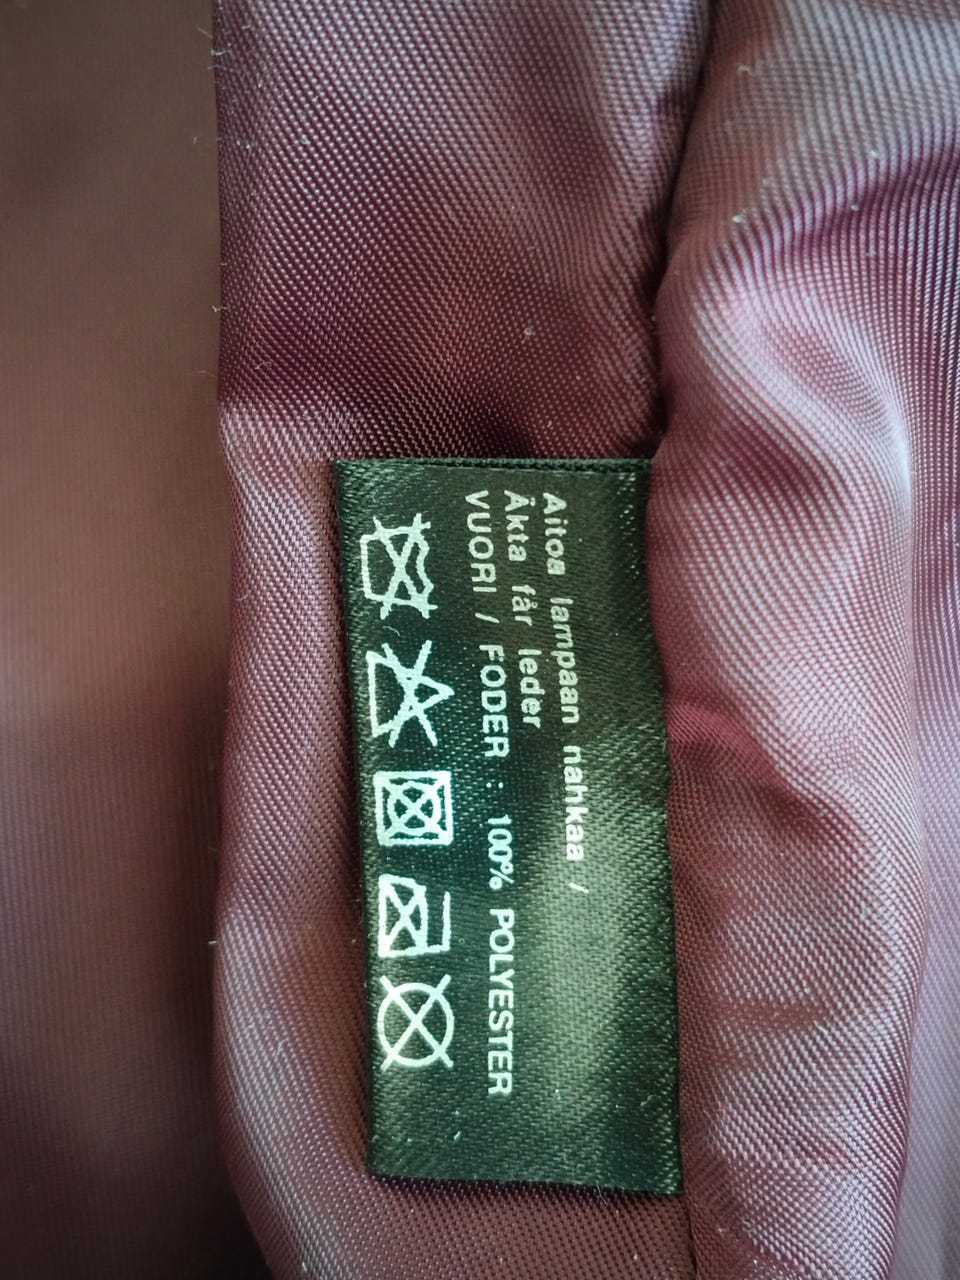 Aitoa lampaan nahkaa /
Äkta får leder
VUORI / FODER : 100% POLYESTER